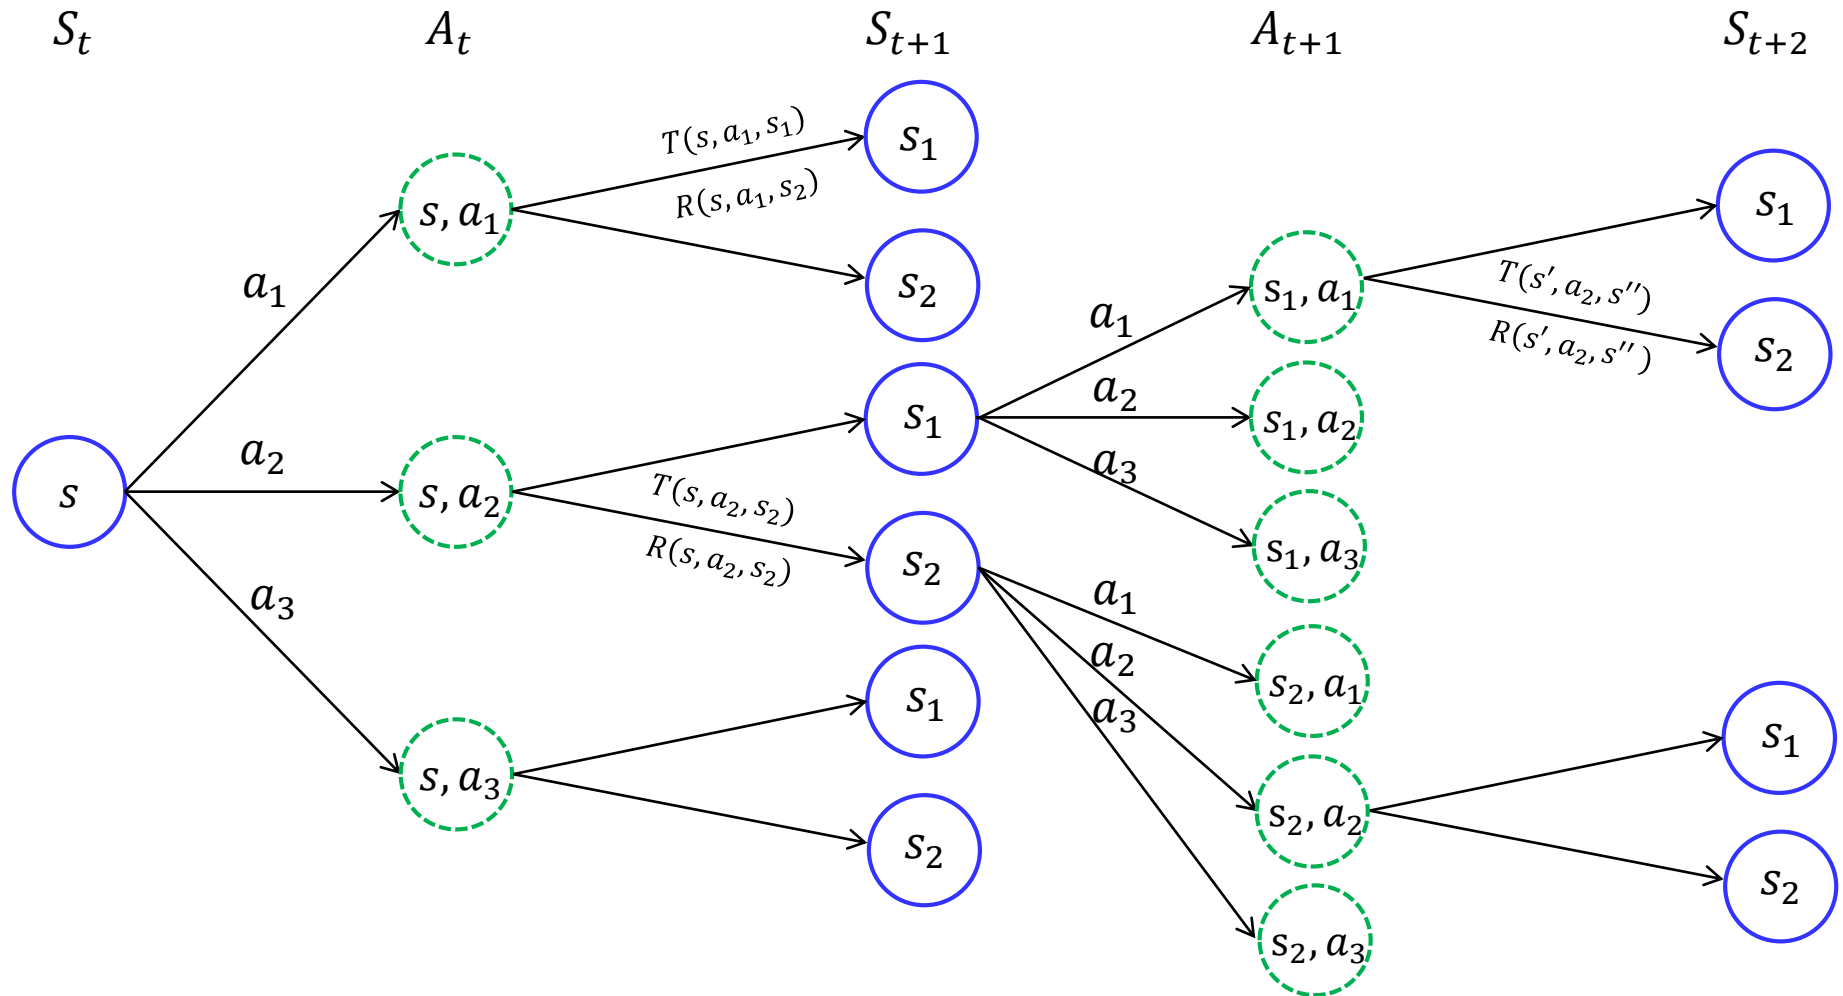 S_t A_t S_{t+1} A_{t+1} S_{t+2}
s
a_1
a_2
a_3
s, a_1
s, a_2
s, a_3
T(s, a_1, s_1)
R(s, a_1, s_2)
T(s, a_2, s_2)
R(s, a_2, s_2)
s_1
s_2
s_1
s_2
s_1
s_2
a_1
a_2
a_3
a_1
a_2
a_3
s_1, a_1
s_1, a_2
s_1, a_3
s_2, a_1
s_2, a_2
s_2, a_3
T(s′, a_2, s″)
R(s′, a_2, s″)
s_1
s_2
s_1
s_2